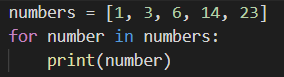 numbers = [1, 3, 6, 14, 23]
for number in numbers:
    print(number)